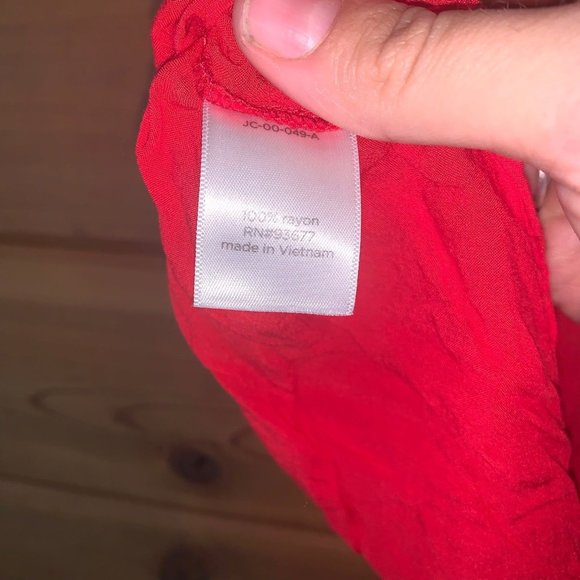 JC-00-049-A
100% rayon
RN#93677
made in Vietnam